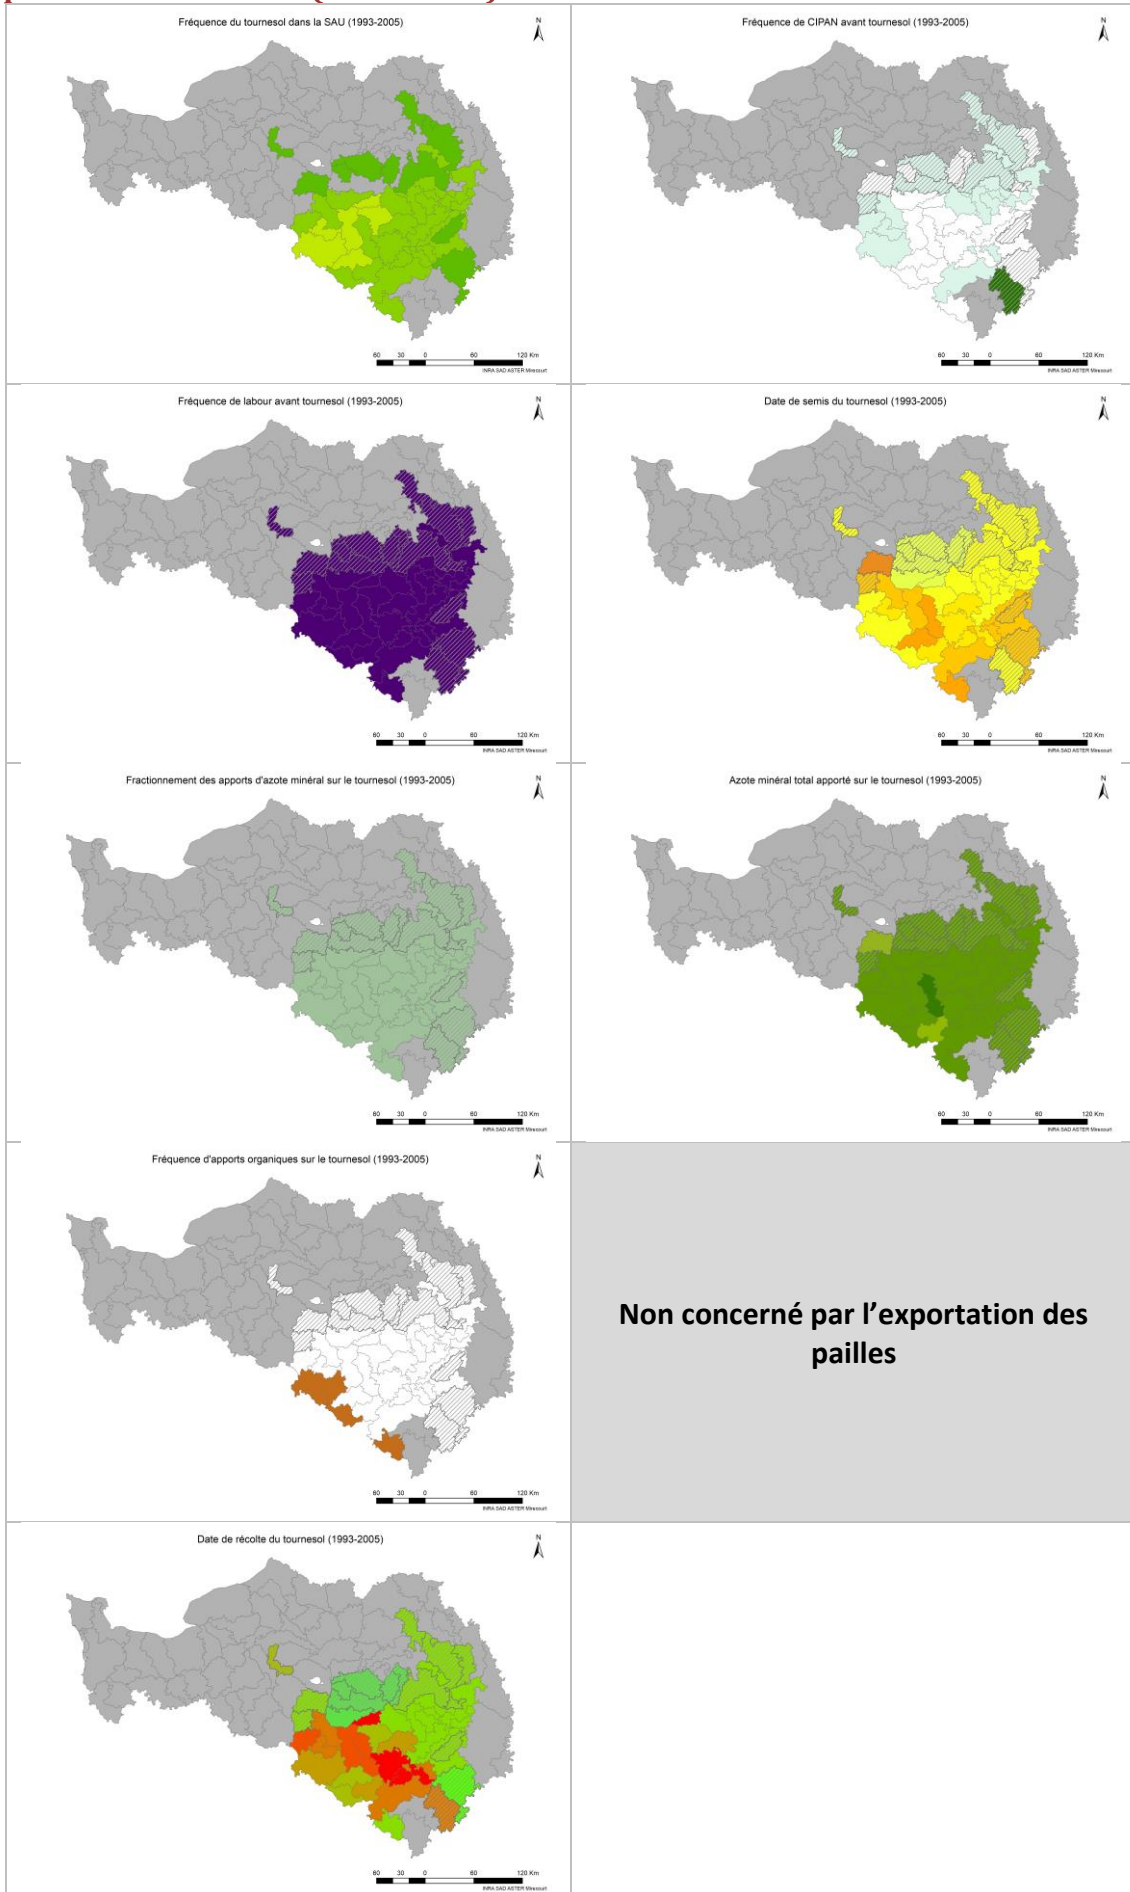 Fréquence du tournesol dans la SAU (1993-2005)
N
60 30 0 60 120 Km
INRA SAD ASTER Mirecourt
Fréquence de CIPAN avant tournesol (1993-2005)
N
60 30 0 60 120 Km
INRA SAD ASTER Mirecourt
Fréquence de labour avant tournesol (1993-2005)
N
60 30 0 60 120 Km
INRA SAD ASTER Mirecourt
Date de semis du tournesol (1993-2005)
N
60 30 0 60 120 Km
INRA SAD ASTER Mirecourt
Fractionnement des apports d'azote minéral sur le tournesol (1993-2005)
N
60 30 0 60 120 Km
INRA SAD ASTER Mirecourt
Azote minéral total apporté sur le tournesol (1993-2005)
N
60 30 0 60 120 Km
INRA SAD ASTER Mirecourt
Fréquence d'apports organiques sur le tournesol (1993-2005)
N
60 30 0 60 120 Km
INRA SAD ASTER Mirecourt
Non concerné par l’exportation des
pailles
Date de récolte du tournesol (1993-2005)
N
60 30 0 60 120 Km
INRA SAD ASTER Mirecourt